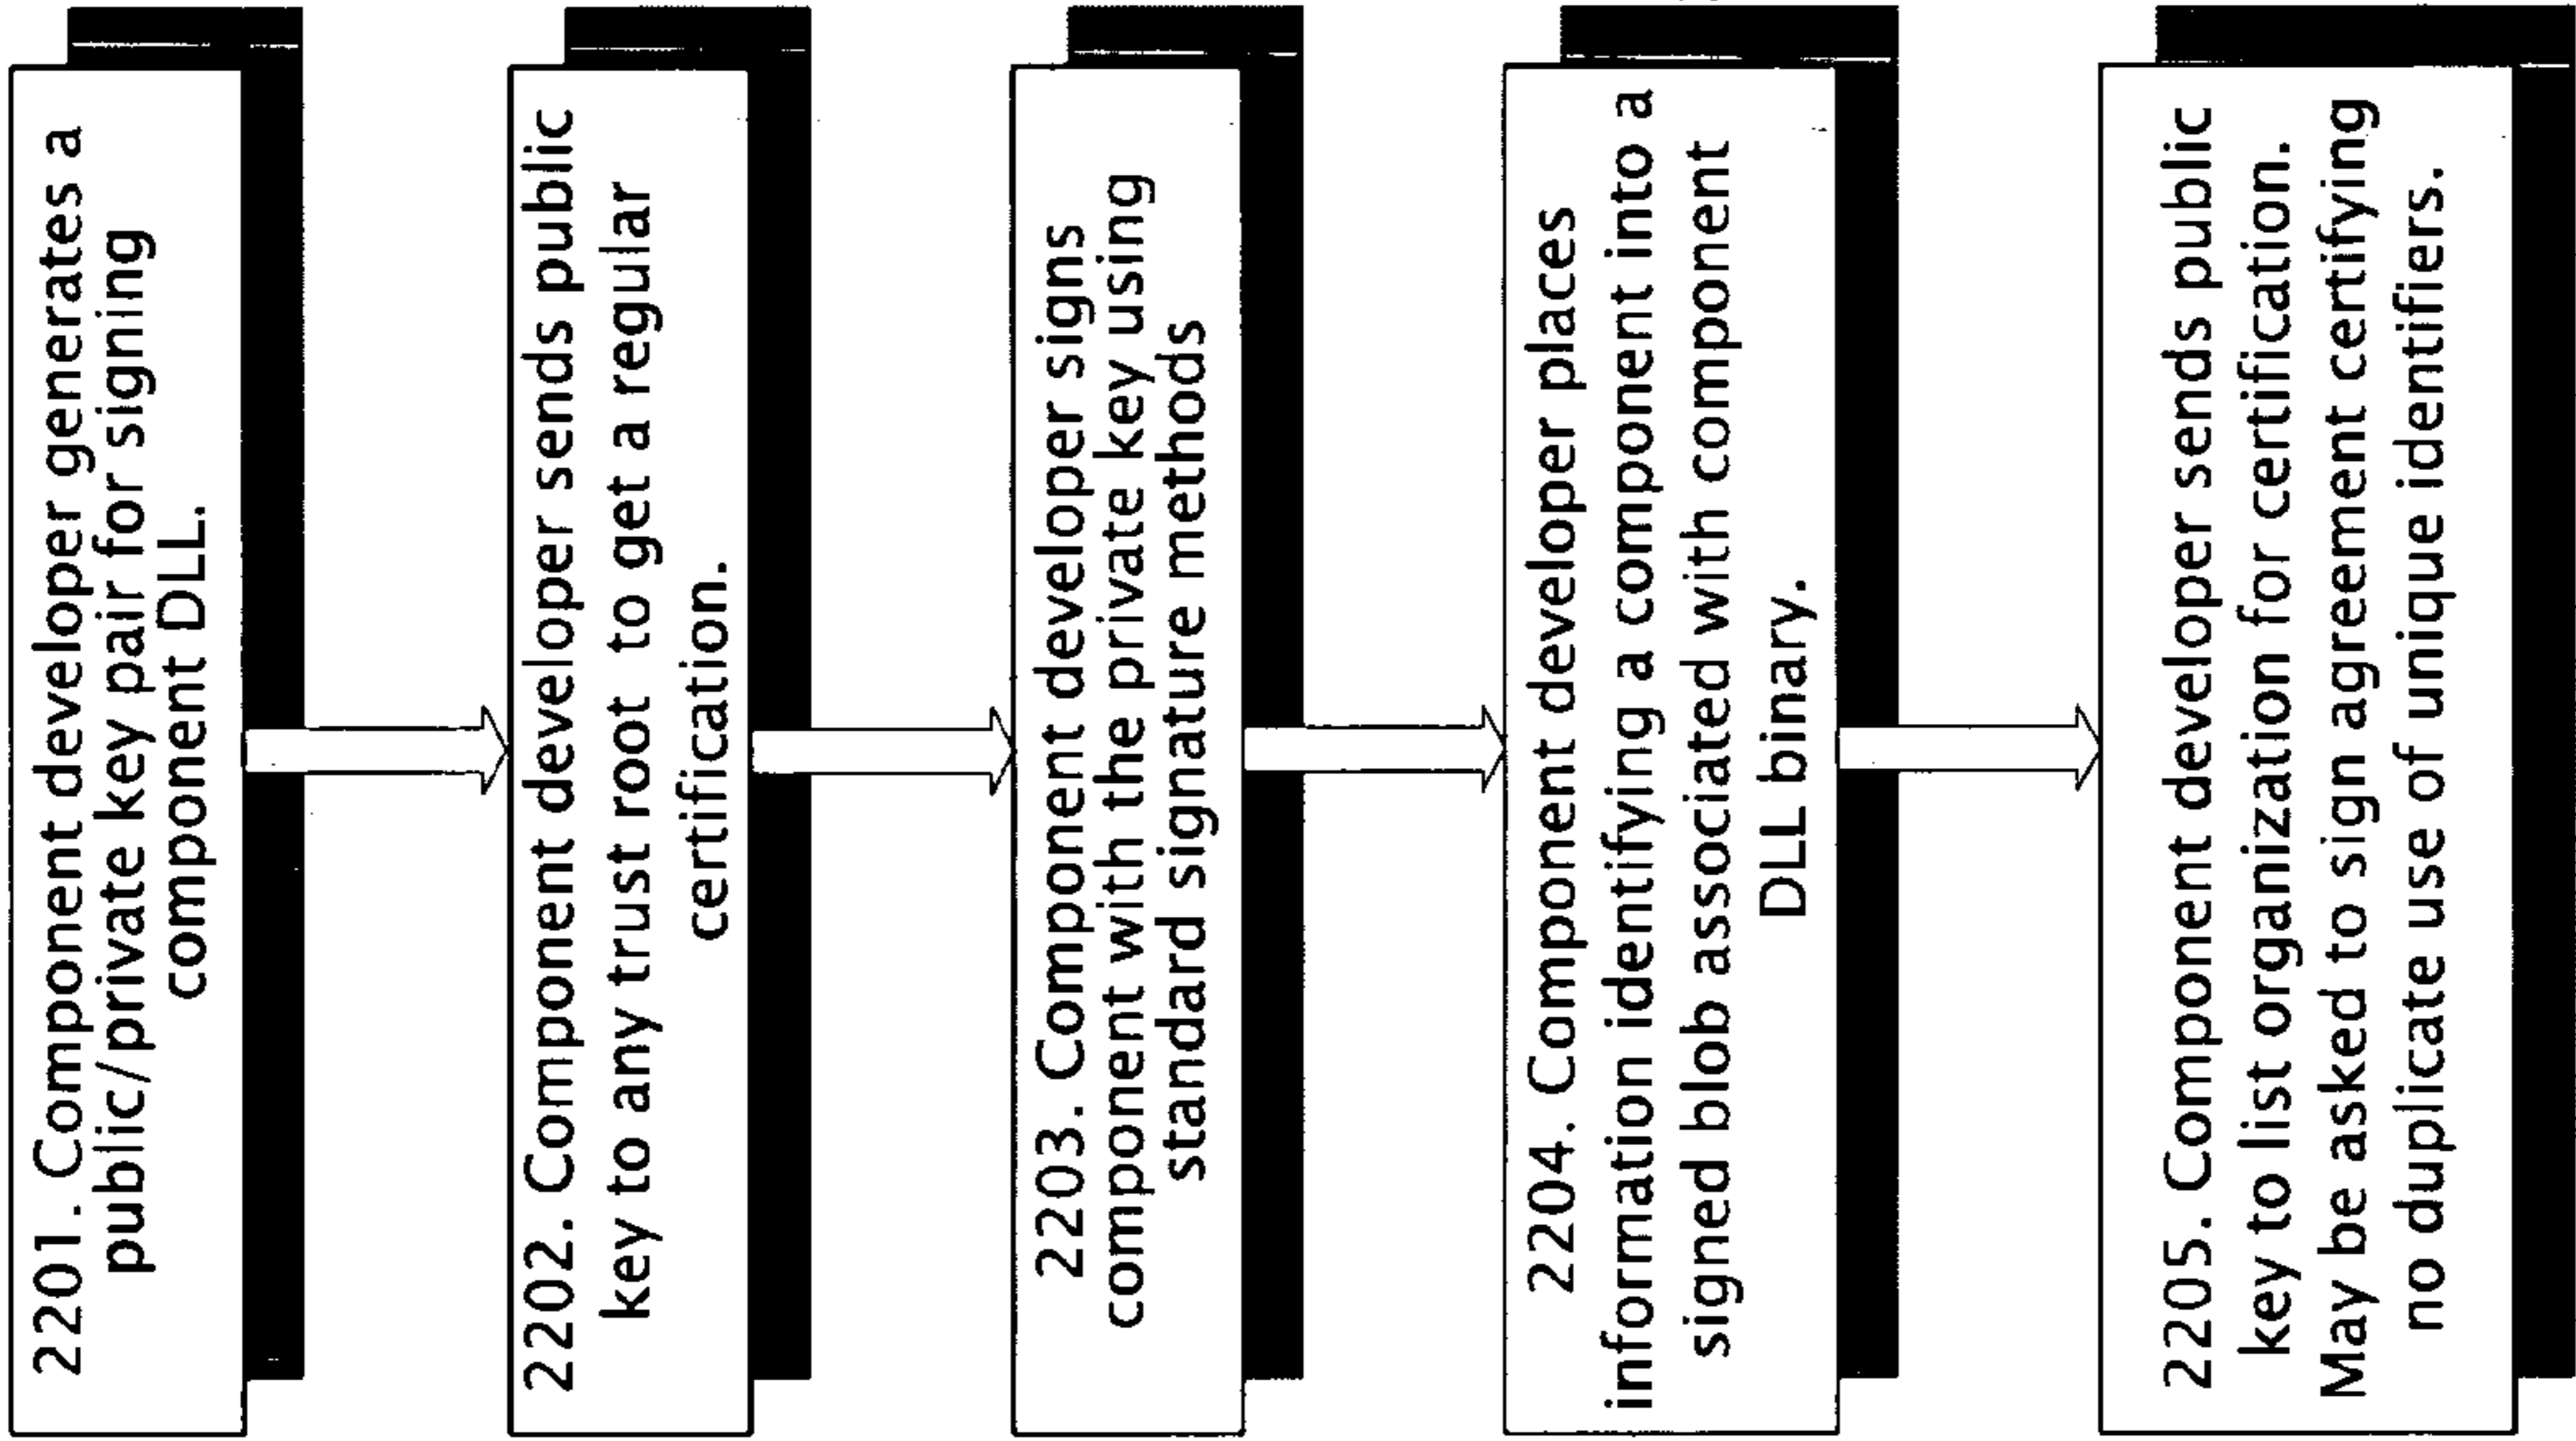 2201. Component developer generates a
public/private key pair for signing
component DLL.
2202. Component developer sends public
key to any trust root to get a regular
certification.
2203. Component developer signs
component with the private key using
standard signature methods
2204. Component developer places
information identifying a component into a
signed blob associated with component
DLL binary.
2205. Component developer sends public
key to list organization for certification.
May be asked to sign agreement certifying
no duplicate use of unique identifiers.